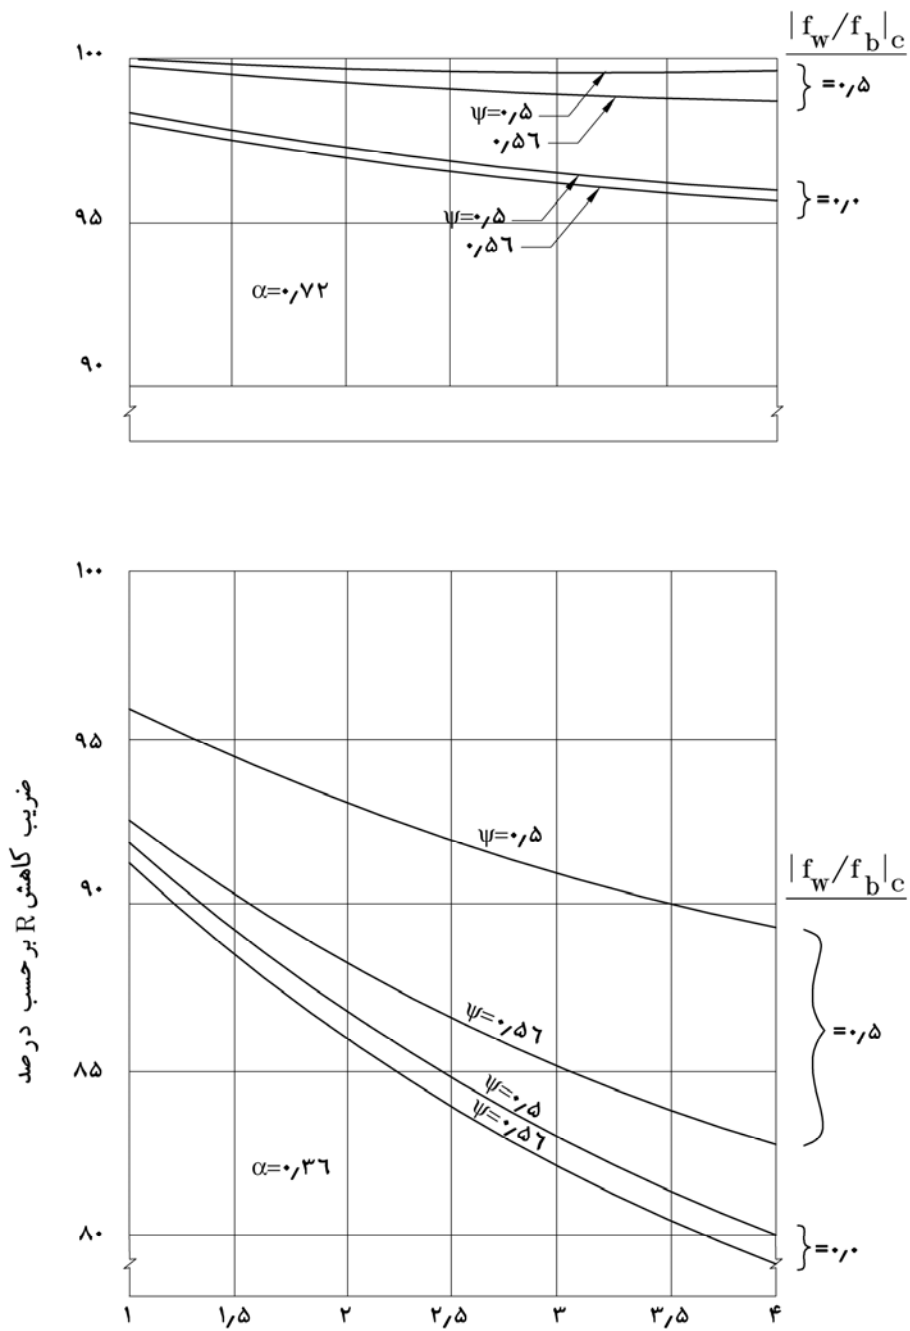 |f_w/f_b|_c
۱۰۰
=۰٫۵
ψ=۰٫۵
۰٫۵۶
=۰٫۰
ψ=۰٫۵
۹۵
۰٫۵۶
α=۰٫۷۲
۹۰
۱۰۰
۹۵
ضریب کاهش R برحسب درصد
ψ=۰٫۵
|f_w/f_b|_c
۹۰
ψ=۰٫۵۶
=۰٫۵
۸۵
ψ=۰٫۵
ψ=۰٫۵۶
α=۰٫۳۶
۸۰
=۰٫۰
۱ ۱٫۵ ۲ ۲٫۵ ۳ ۳٫۵ ۴